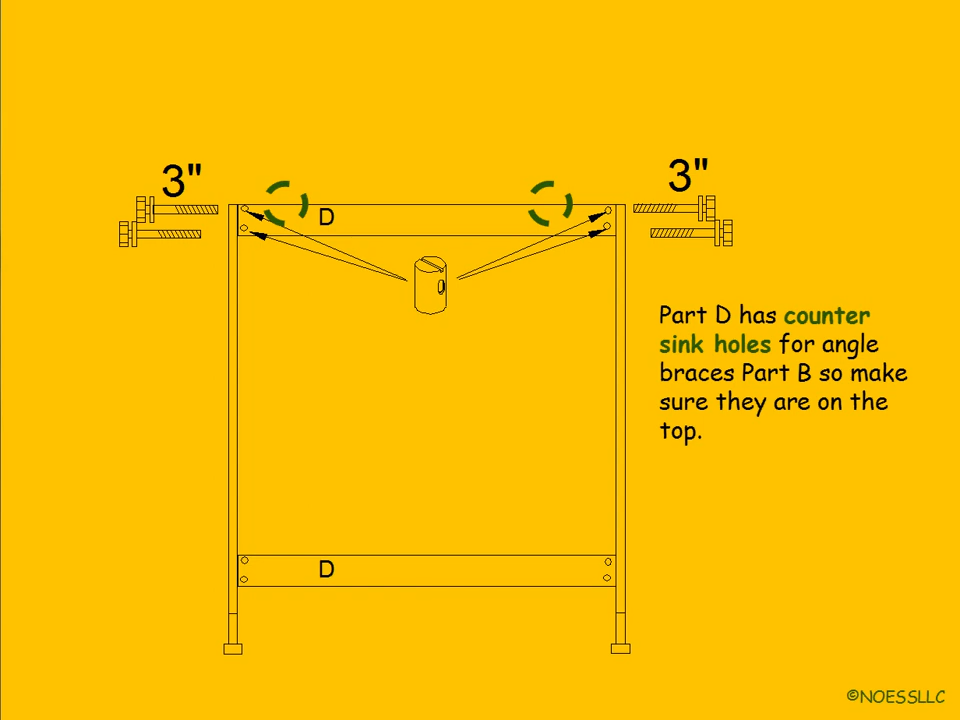 3"
3"
D
Part D has counter
sink holes for angle
braces Part B so make
sure they are on the
top.
D
©NOESSLLC